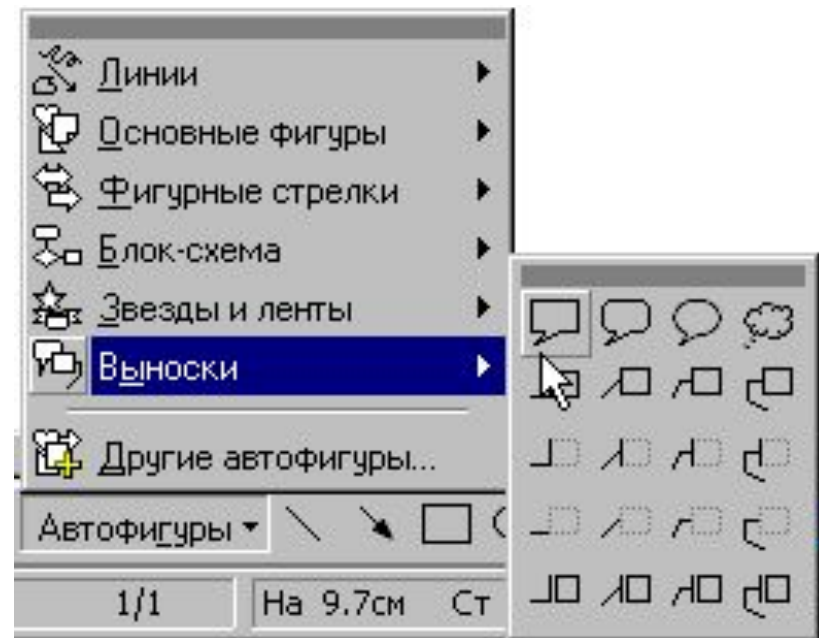 Линии
Основные фигуры
Фигурные стрелки
Блок-схема
Звезды и ленты
Выноски
Другие автофигуры...
Автофигуры
1/1 На 9.7см Ст